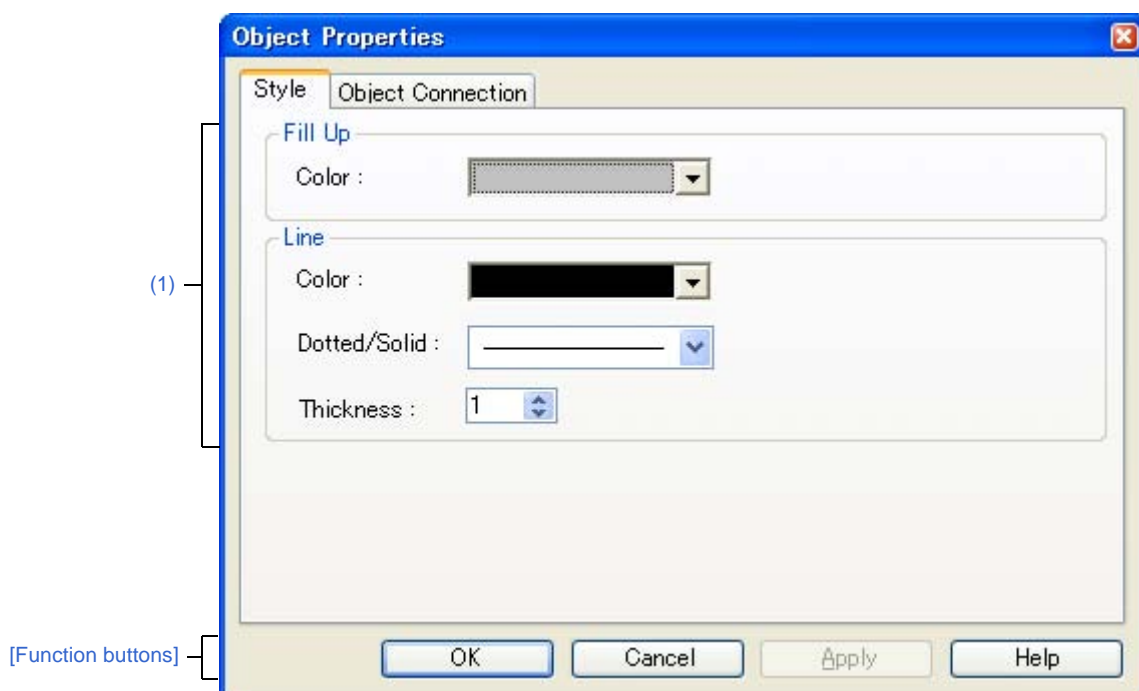 Object Properties
Style Object Connection
Fill Up
Color :
Line
(1) Color :
Dotted/Solid :
Thickness : 1
[Function buttons] OK Cancel Apply Help